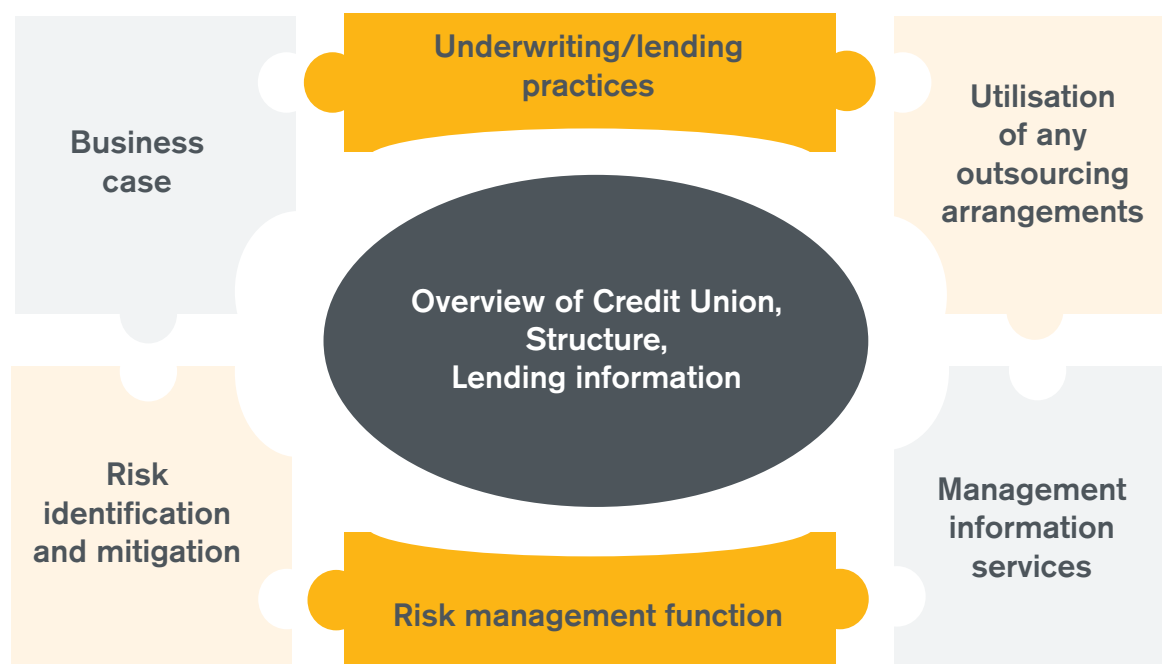 Underwriting/lending
practices
Business
case
Utilisation
of any
outsourcing
arrangements
Overview of Credit Union,
Structure,
Lending information
Risk
identification
and mitigation
Management
information
services
Risk management function